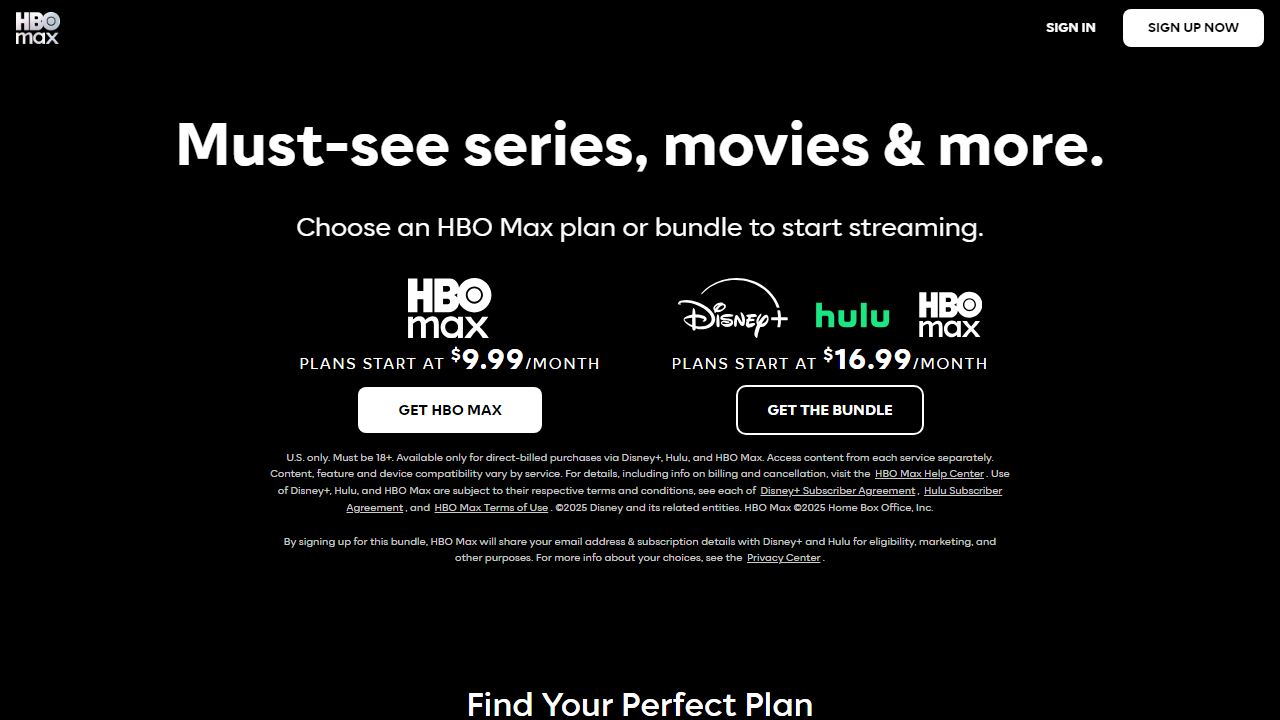 HBO
max
SIGN IN
SIGN UP NOW
Must-see series, movies & more.
Choose an HBO Max plan or bundle to start streaming.
HBO
max
PLANS START AT $9.99/MONTH
GET HBO MAX
Disney+ hulu HBO
max
PLANS START AT $16.99/MONTH
GET THE BUNDLE
U.S. only. Must be 18+. Available only for direct-billed purchases via Disney+, Hulu, and HBO Max. Access content from each service separately.
Content, feature and device compatibility vary by service. For details, including info on billing and cancellation, visit the HBO Max Help Center . Use
of Disney+, Hulu, and HBO Max are subject to their respective terms and conditions, see each of Disney+ Subscriber Agreement , Hulu Subscriber
Agreement , and HBO Max Terms of Use . ©2025 Disney and its related entities. HBO Max ©2025 Home Box Office, Inc.
By signing up for this bundle, HBO Max will share your email address & subscription details with Disney+ and Hulu for eligibility, marketing, and
other purposes. For more info about your choices, see the Privacy Center .
Find Your Perfect Plan